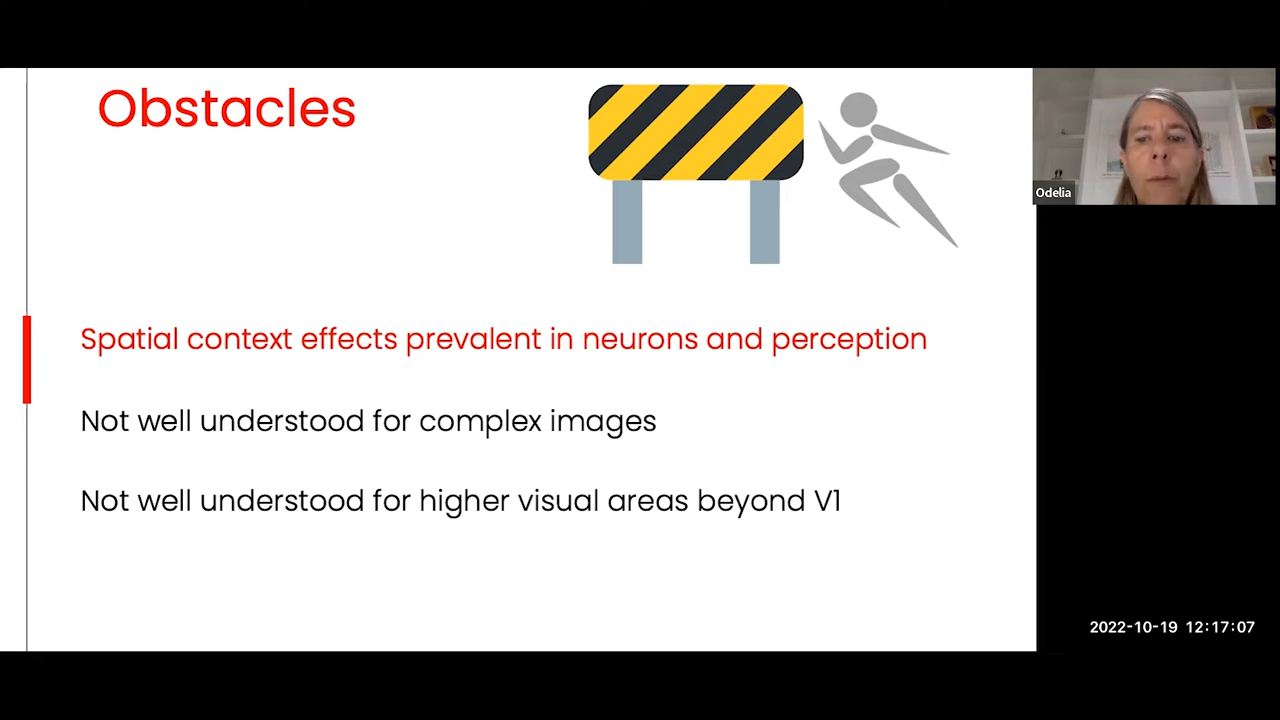 Obstacles
Odelia
Spatial context effects prevalent in neurons and perception
Not well understood for complex images
Not well understood for higher visual areas beyond V1
2022-10-19 12:17:07